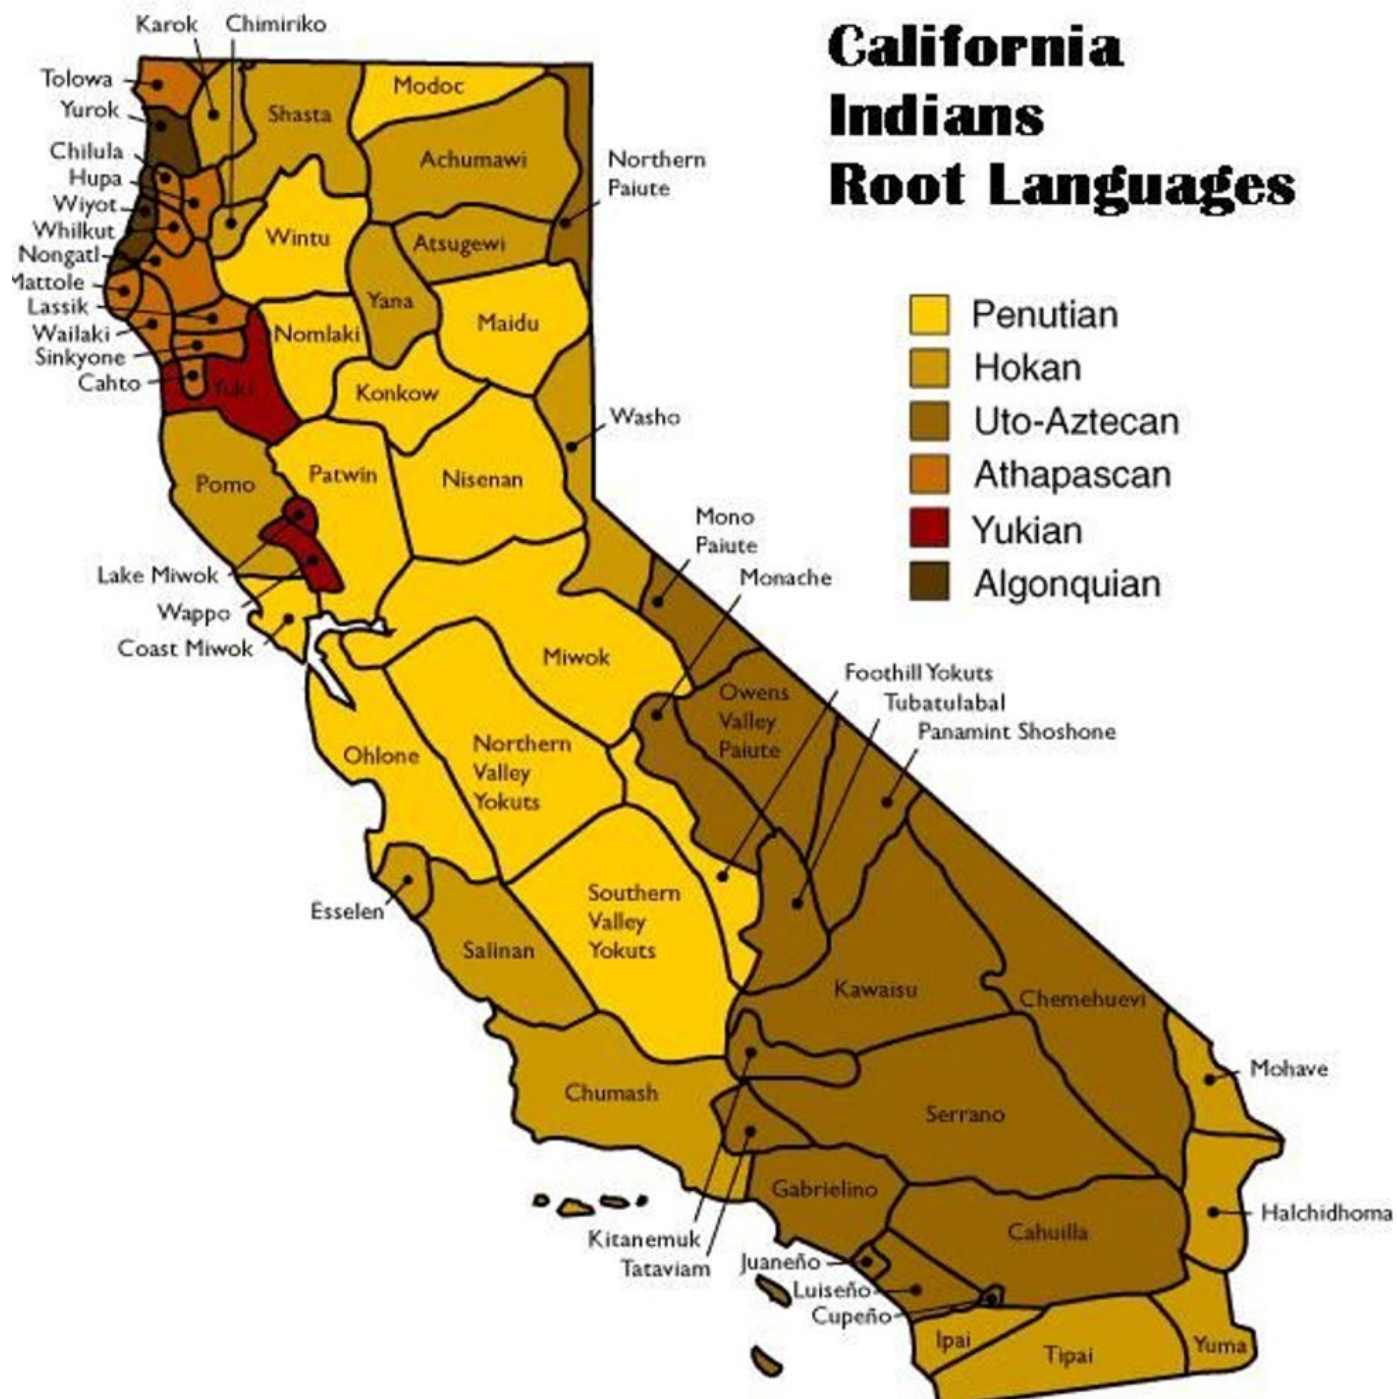 Karok
Chimiriko
California
Indians
Root Languages
Tolowa
Modoc
Yurok
Shasta
Chilula
Achumawi
Northern
Paiute
Hupa
Wiyot
Whilkut
Wintu
Atsugewi
Nongatl
Mattole
Yana
Lassik
Wailaki
Nomlaki
Maidu
Sinkyone
Cahto
Yuki
Konkow
Washo
Penutian
Hokan
Uto-Aztecan
Athapascan
Yukian
Algonquian
Pomo
Patwin
Nisenan
Mono
Paiute
Monache
Lake Miwok
Wappo
Coast Miwok
Miwok
Foothill Yokuts
Tubatulabal
Panamint Shoshone
Owens
Valley
Paiute
Ohlone
Northern
Valley
Yokuts
Southern
Valley
Yokuts
Esselen
Salinan
Kawaisu
Chemehuevi
Mohave
Chumash
Serrano
Gabrielino
Halchidhoma
Kitanemuk
Tataviam
Cahuilla
Juaneño
Luiseño
Cupeño
Ipai
Tipai
Yuma